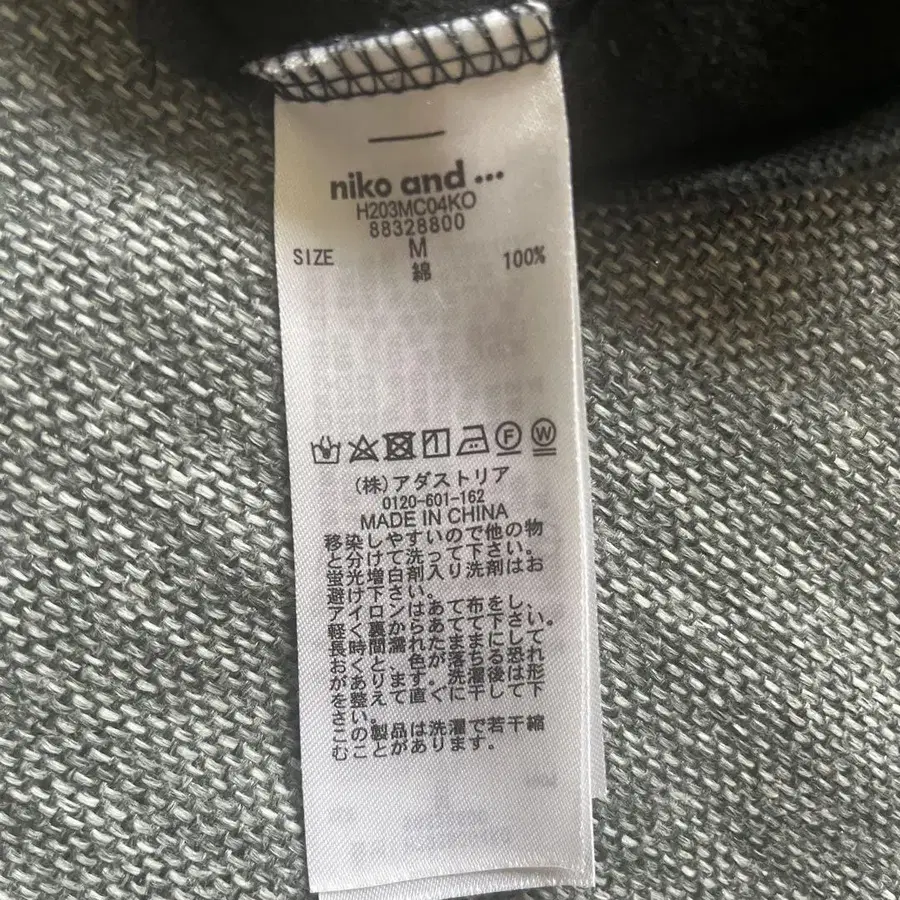 niko and ...
H203MC04KO
88328800
SIZE M
綿 100%
(株)アダストリア
0120-601-162
MADE IN CHINA
移染しやすいので他の物
と分けて洗って下さい。
蛍光増白剤入り洗剤はお
避け下さい。
アイロンはあて布をし、
軽く裏からあてて下さい。
長時間濡れたままにして
おくと、色が落ちる恐れ
があります。洗濯後は形
を整えて直ぐに干して下
さい。
この製品は洗濯で若干縮
むことがあります。